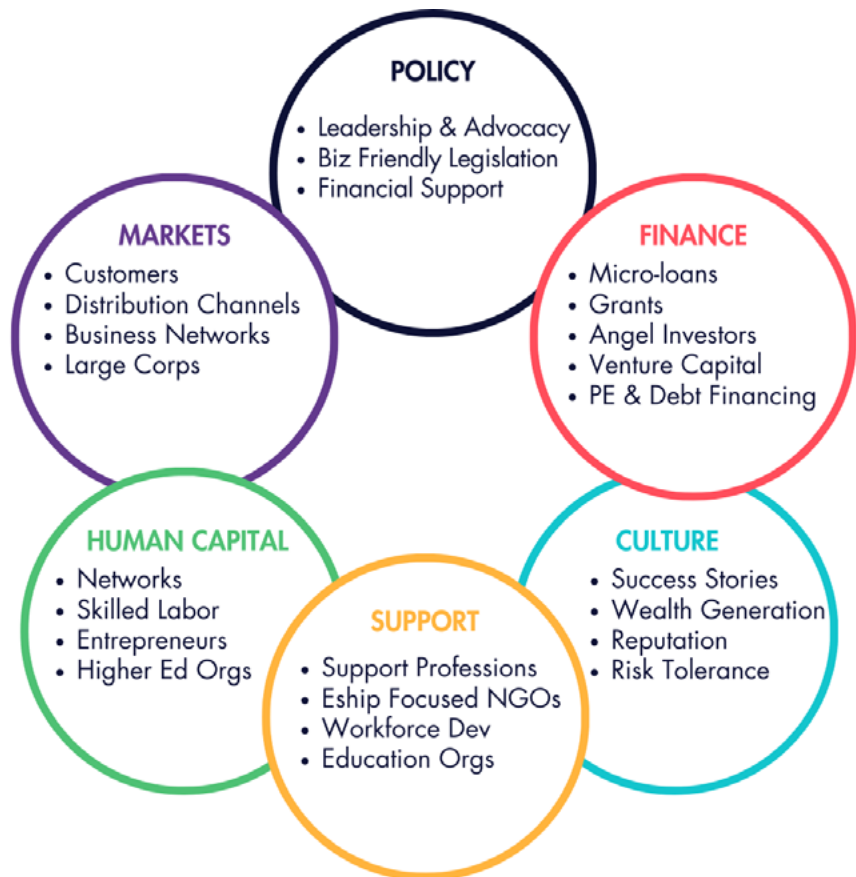 POLICY
• Leadership & Advocacy
• Biz Friendly Legislation
• Financial Support
MARKETS
• Customers
• Distribution Channels
• Business Networks
• Large Corps
FINANCE
• Micro-loans
• Grants
• Angel Investors
• Venture Capital
• PE & Debt Financing
HUMAN CAPITAL
• Networks
• Skilled Labor
• Entrepreneurs
• Higher Ed Orgs
SUPPORT
• Support Professions
• Eship Focused NGOs
• Workforce Dev
• Education Orgs
CULTURE
• Success Stories
• Wealth Generation
• Reputation
• Risk Tolerance